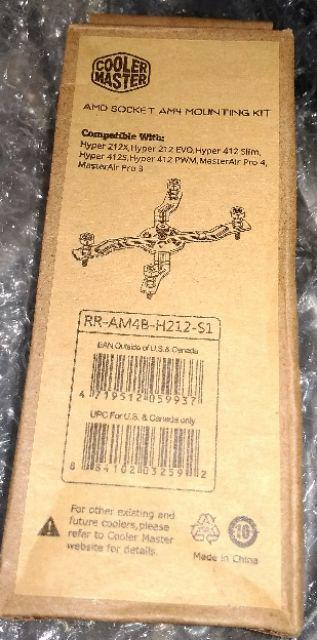 COOLER
MASTER
AMD SOCKET AM4 MOUNTING KIT
Compatible With:
Hyper 212X, Hyper 212 EVO, Hyper 412 Slim,
Hyper 412S, Hyper 412 PWM, MasterAir Pro 4,
MasterAir Pro 3
RR-AM4B-H212-S1
EAN Outside of U.S.& Canada
4 719512 059937
UPC For U.S. & Canada only
8 84102 03259 2
For other existing and
future coolers, please
refer to Cooler Master
website for details.
10
Made in China